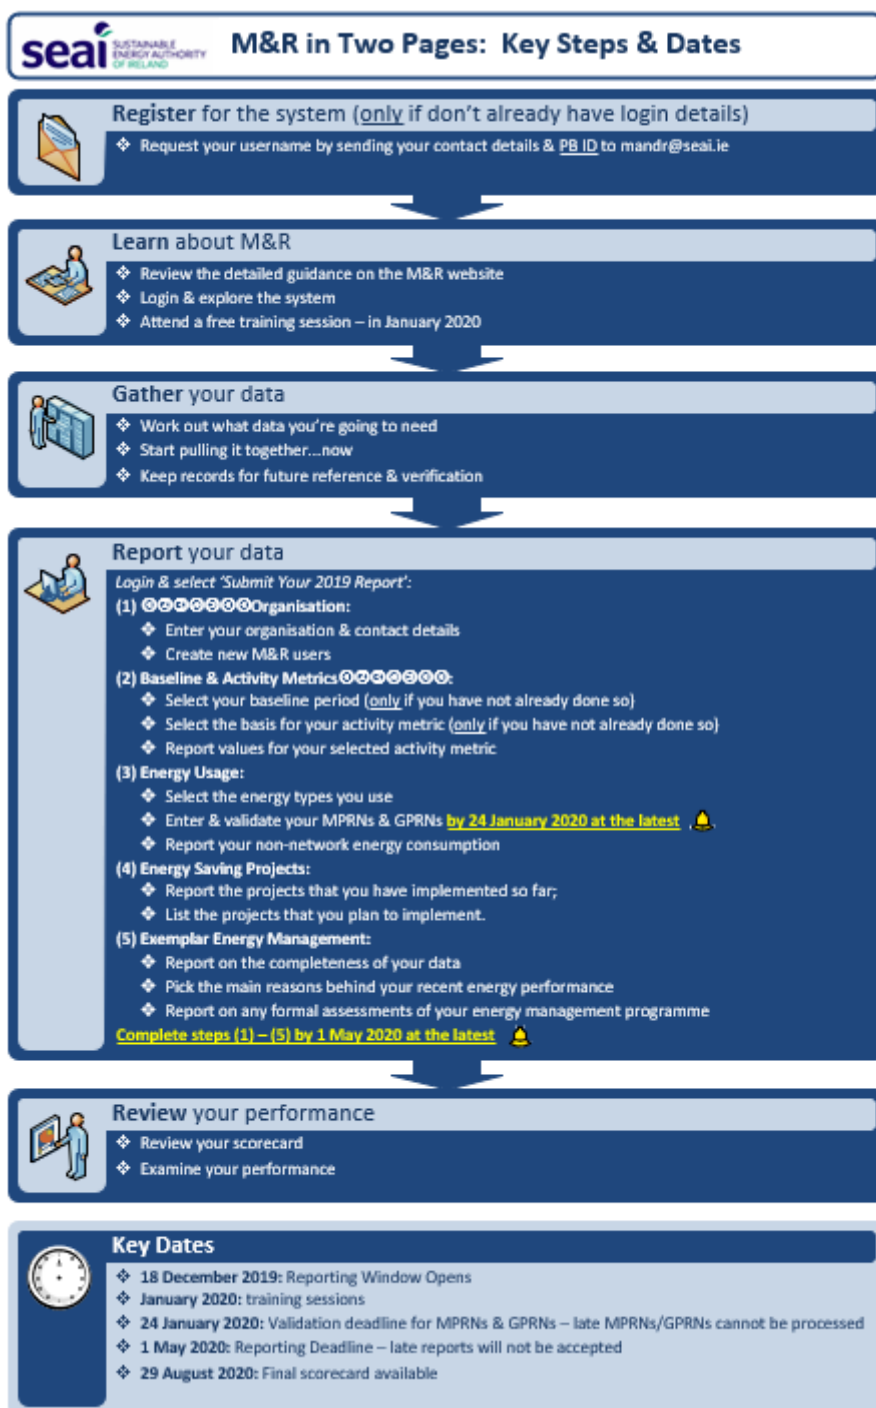 seai SUSTAINABLE
ENERGY AUTHORITY
OF IRELAND
M&R in Two Pages: Key Steps & Dates
Register for the system (only if don't already have login details)
❖ Request your username by sending your contact details & PB ID to mandr@seai.ie
Learn about M&R
❖ Review the detailed guidance on the M&R website
❖ Login & explore the system
❖ Attend a free training session – in January 2020
Gather your data
❖ Work out what data you're going to need
❖ Start pulling it together...now
❖ Keep records for future reference & verification
Report your data
Login & select 'Submit Your 2019 Report':
(1) Organisation:
❖ Enter your organisation & contact details
❖ Create new M&R users
(2) Baseline & Activity Metrics:
❖ Select your baseline period (only if you have not already done so)
❖ Select the basis for your activity metric (only if you have not already done so)
❖ Report values for your selected activity metric
(3) Energy Usage:
❖ Select the energy types you use
❖ Enter & validate your MPRNs & GPRNs by 24 January 2020 at the latest
❖ Report your non-network energy consumption
(4) Energy Saving Projects:
❖ Report the projects that you have implemented so far;
❖ List the projects that you plan to implement.
(5) Exemplar Energy Management:
❖ Report on the completeness of your data
❖ Pick the main reasons behind your recent energy performance
❖ Report on any formal assessments of your energy management programme
Complete steps (1) – (5) by 1 May 2020 at the latest
Review your performance
❖ Review your scorecard
❖ Examine your performance
Key Dates
❖ 18 December 2019: Reporting Window Opens
❖ January 2020: training sessions
❖ 24 January 2020: Validation deadline for MPRNs & GPRNs – late MPRNs/GPRNs cannot be processed
❖ 1 May 2020: Reporting Deadline – late reports will not be accepted
❖ 29 August 2020: Final scorecard available